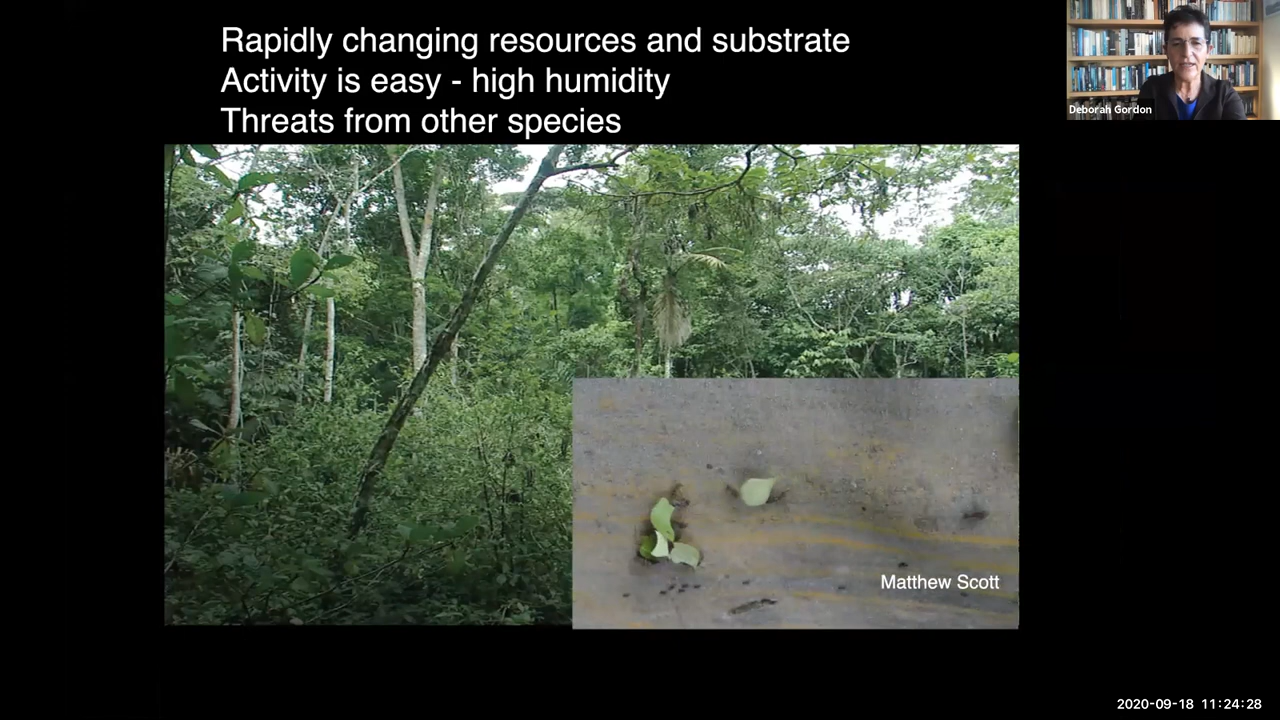 Rapidly changing resources and substrate
Activity is easy - high humidity
Threats from other species
Deborah Gordon
Matthew Scott
2020-09-18 11:24:28